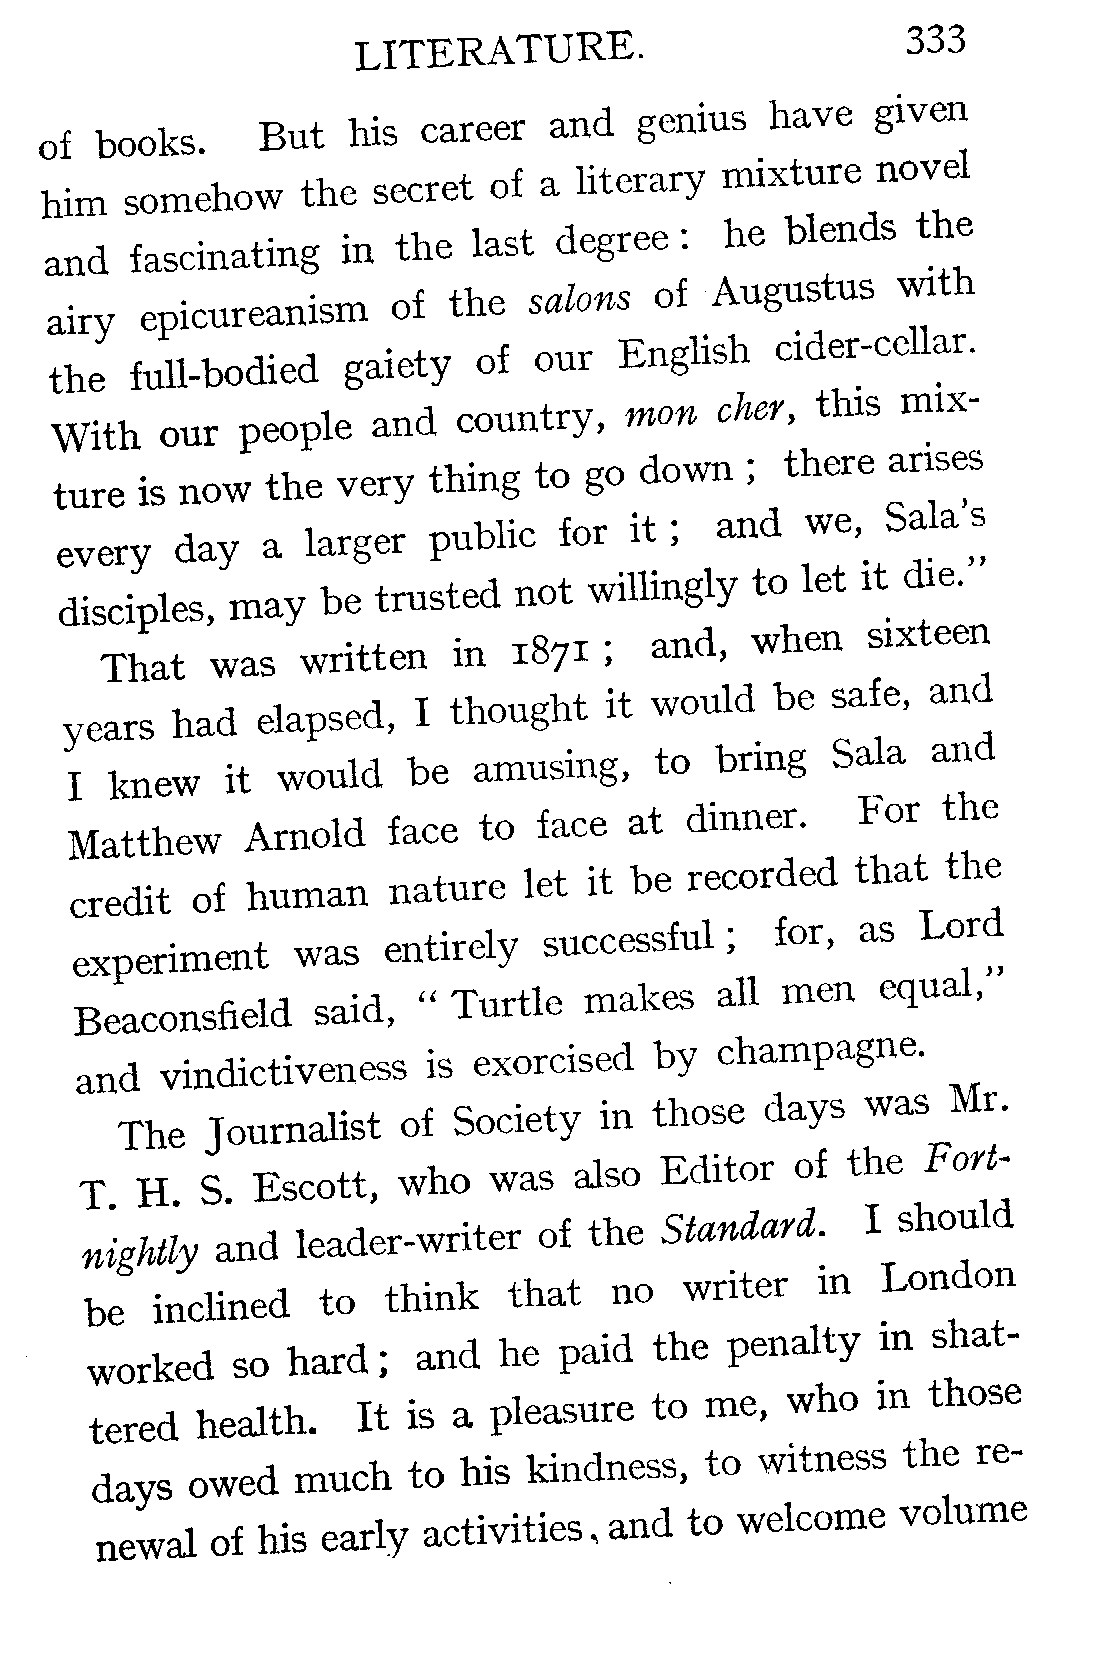 LITERATURE. 333
of books. But his career and genius have given
him somehow the secret of a literary mixture novel
and fascinating in the last degree : he blends the
airy epicureanism of the salons of Augustus with
the full-bodied gaiety of our English cider-cellar.
With our people and country, mon cher, this mix-
ture is now the very thing to go down ; there arises
every day a larger public for it ; and we, Sala's
disciples, may be trusted not willingly to let it die."
That was written in 1871 ; and, when sixteen
years had elapsed, I thought it would be safe, and
I knew it would be amusing, to bring Sala and
Matthew Arnold face to face at dinner. For the
credit of human nature let it be recorded that the
experiment was entirely successful ; for, as Lord
Beaconsfield said, " Turtle makes all men equal,"
and vindictiveness is exorcised by champagne.
The Journalist of Society in those days was Mr.
T. H. S. Escott, who was also Editor of the Fort-
nightly and leader-writer of the Standard. I should
be inclined to think that no writer in London
worked so hard ; and he paid the penalty in shat-
tered health. It is a pleasure to me, who in those
days owed much to his kindness, to witness the re-
newal of his early activities, and to welcome volume